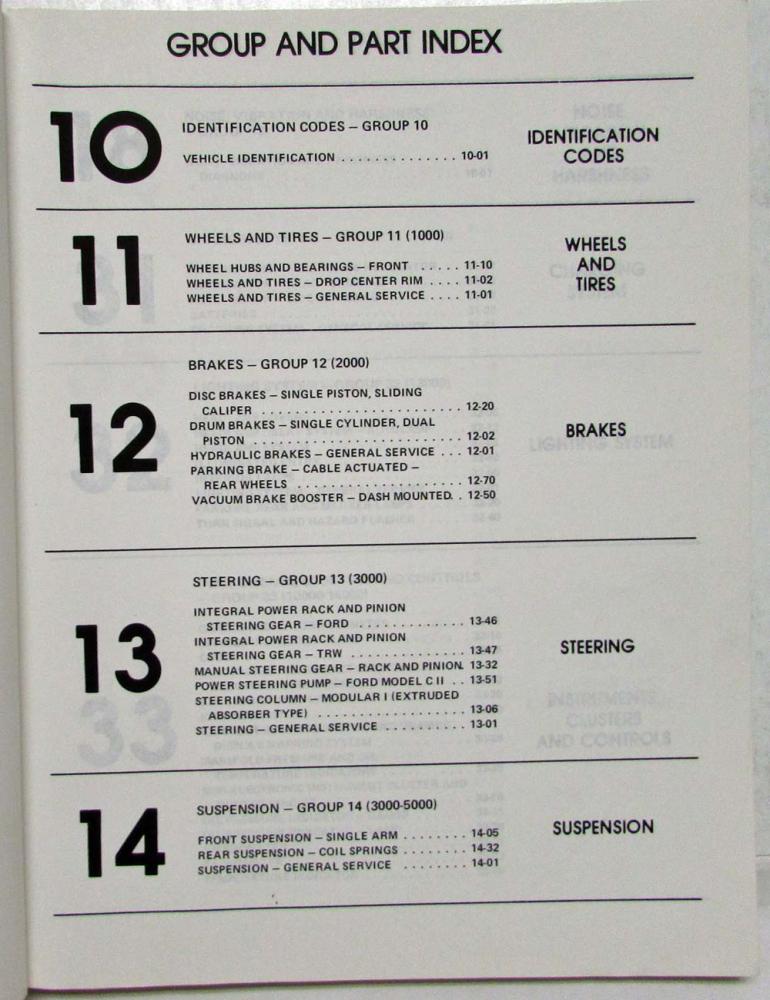 GROUP AND PART INDEX
10
IDENTIFICATION CODES – GROUP 10
VEHICLE IDENTIFICATION . . . . . . . . . . . . . . 10-01
IDENTIFICATION
CODES
11
WHEELS AND TIRES – GROUP 11 (1000)
WHEEL HUBS AND BEARINGS – FRONT . . . . . 11-10
WHEELS AND TIRES – DROP CENTER RIM . . . . 11-02
WHEELS AND TIRES – GENERAL SERVICE . . . . 11-01
WHEELS
AND
TIRES
12
BRAKES – GROUP 12 (2000)
DISC BRAKES – SINGLE PISTON, SLIDING
CALIPER . . . . . . . . . . . . . . . . . . . . . . . . 12-20
DRUM BRAKES – SINGLE CYLINDER, DUAL
PISTON . . . . . . . . . . . . . . . . . . . . . . . . . 12-02
HYDRAULIC BRAKES – GENERAL SERVICE . . . 12-01
PARKING BRAKE – CABLE ACTUATED –
REAR WHEELS . . . . . . . . . . . . . . . . . . . . 12-70
VACUUM BRAKE BOOSTER – DASH MOUNTED. . 12-50
BRAKES
13
STEERING – GROUP 13 (3000)
INTEGRAL POWER RACK AND PINION
STEERING GEAR – FORD . . . . . . . . . . . . . 13-46
INTEGRAL POWER RACK AND PINION
STEERING GEAR – TRW . . . . . . . . . . . . . . 13-47
MANUAL STEERING GEAR – RACK AND PINION. 13-32
POWER STEERING PUMP – FORD MODEL C II . . 13-51
STEERING COLUMN – MODULAR I (EXTRUDED
ABSORBER TYPE) . . . . . . . . . . . . . . . . . . 13-06
STEERING – GENERAL SERVICE . . . . . . . . . . 13-01
STEERING
14
SUSPENSION – GROUP 14 (3000-5000)
FRONT SUSPENSION – SINGLE ARM . . . . . . . . 14-05
REAR SUSPENSION – COIL SPRINGS . . . . . . . . 14-32
SUSPENSION – GENERAL SERVICE . . . . . . . . 14-01
SUSPENSION